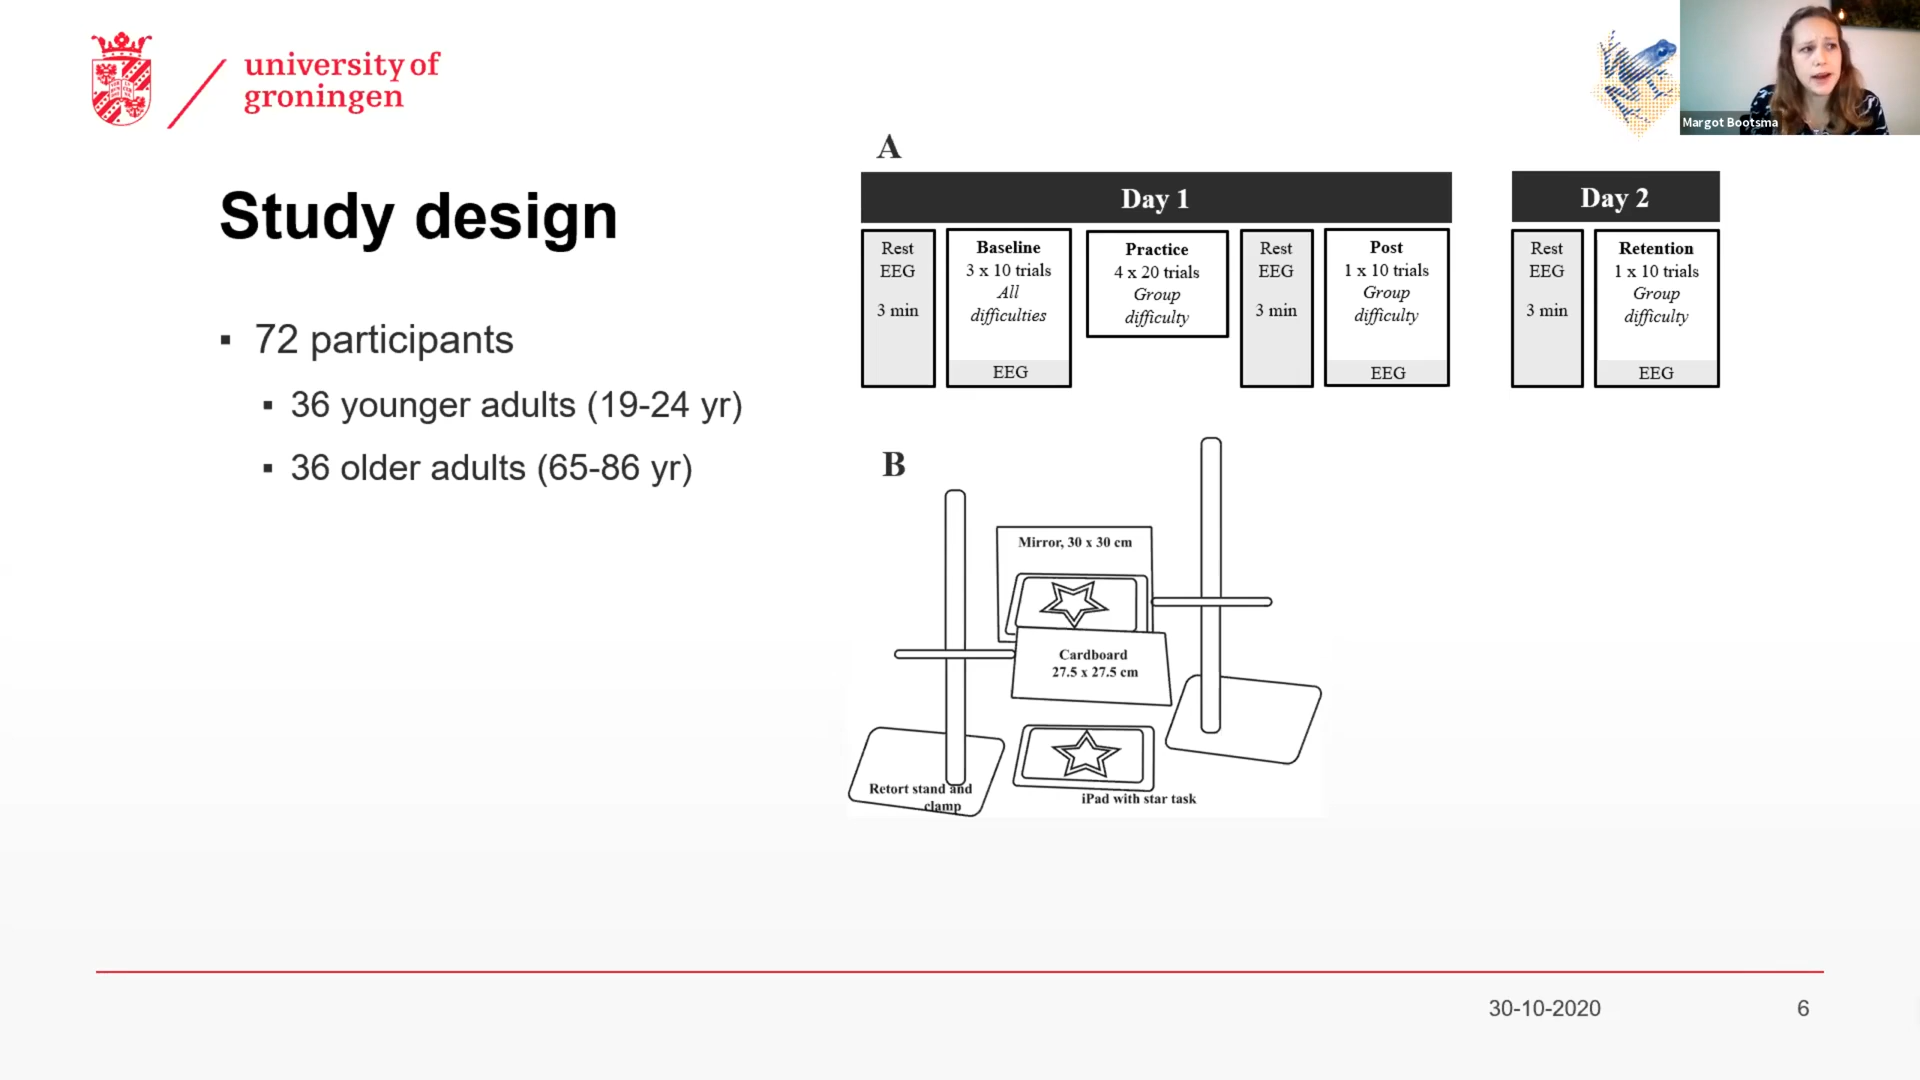 university of
groningen
Margot Bootsma
Study design
▪ 72 participants
▪ 36 younger adults (19-24 yr)
▪ 36 older adults (65-86 yr)
A
Day 1
Rest
EEG
3 min
Baseline
3 x 10 trials
All
difficulties
EEG
Practice
4 x 20 trials
Group
difficulty
Rest
EEG
3 min
Post
1 x 10 trials
Group
difficulty
EEG
Day 2
Rest
EEG
3 min
Retention
1 x 10 trials
Group
difficulty
EEG
B
Mirror, 30 x 30 cm
Cardboard
27.5 x 27.5 cm
Retort stand and
clamp
iPad with star task
30-10-2020
6